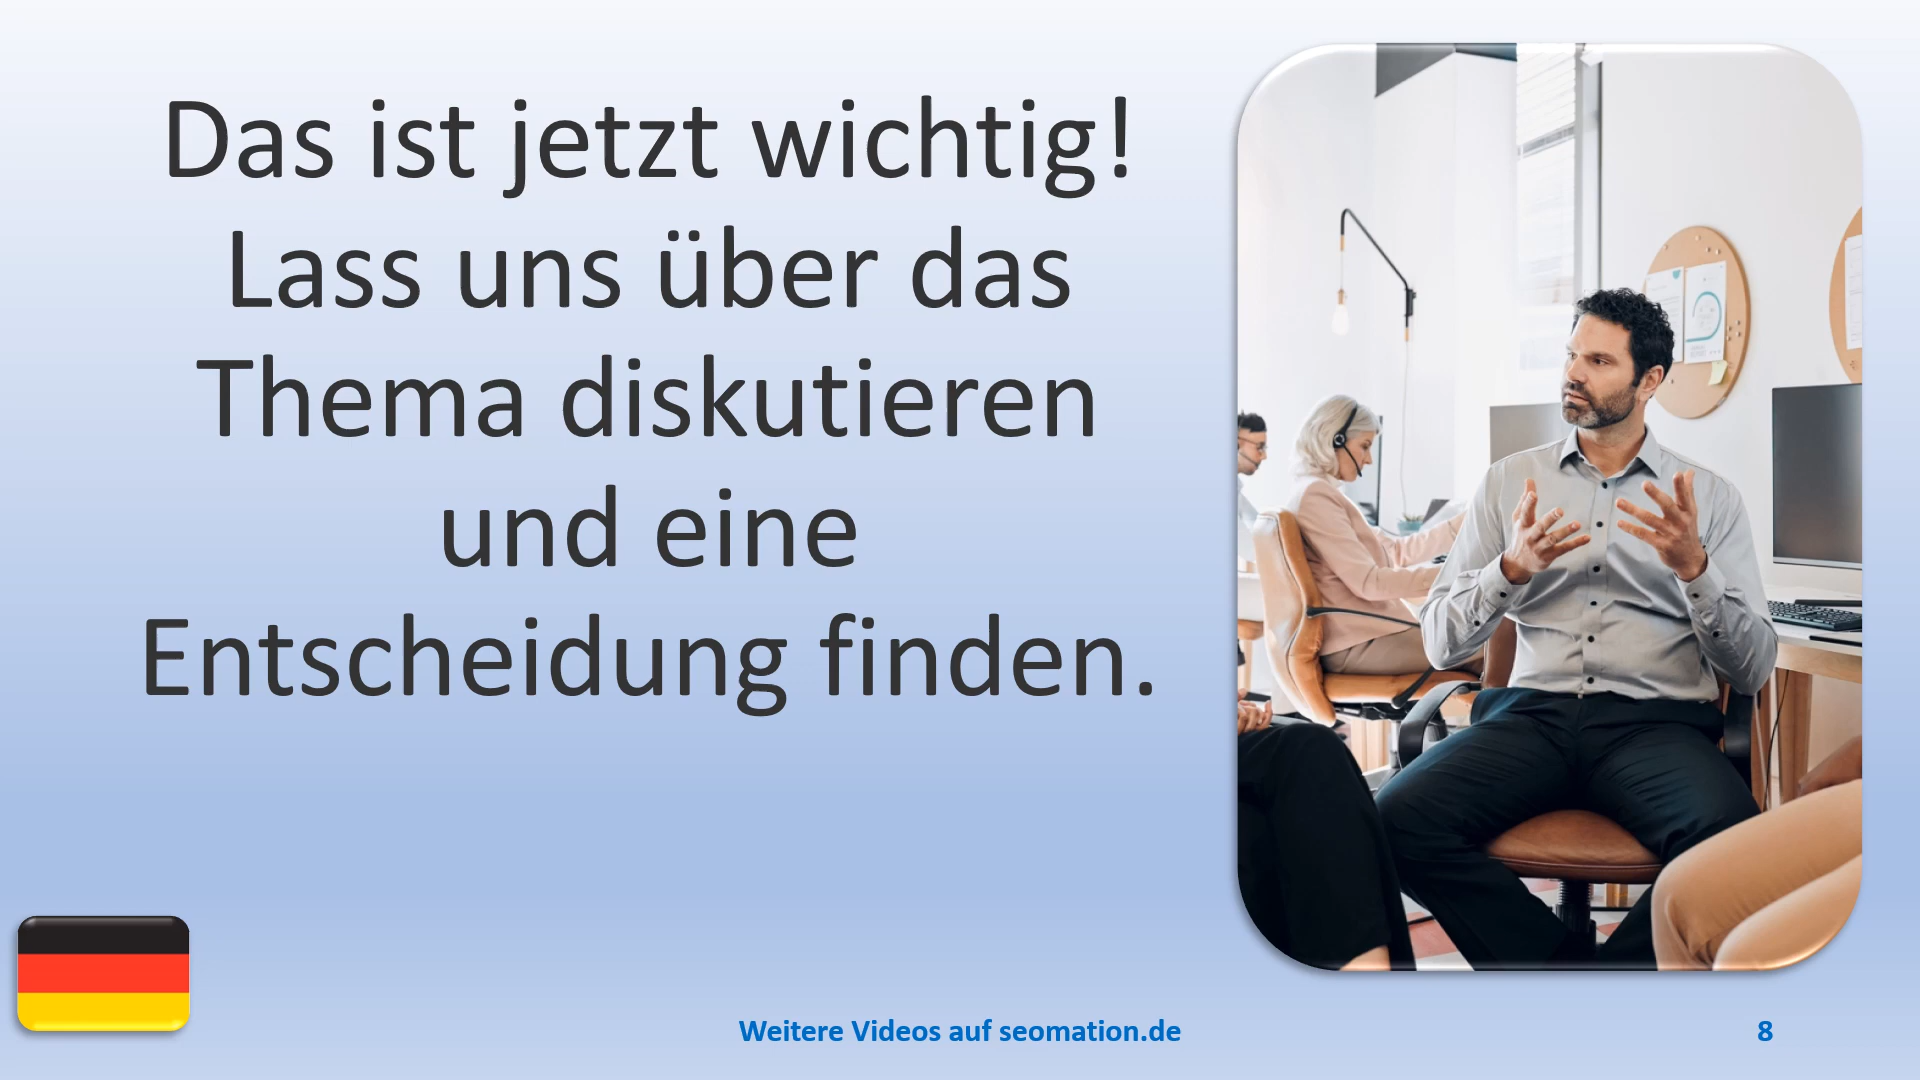 Das ist jetzt wichtig!
Lass uns über das
Thema diskutieren
und eine
Entscheidung finden.
Weitere Videos auf seomation.de
8